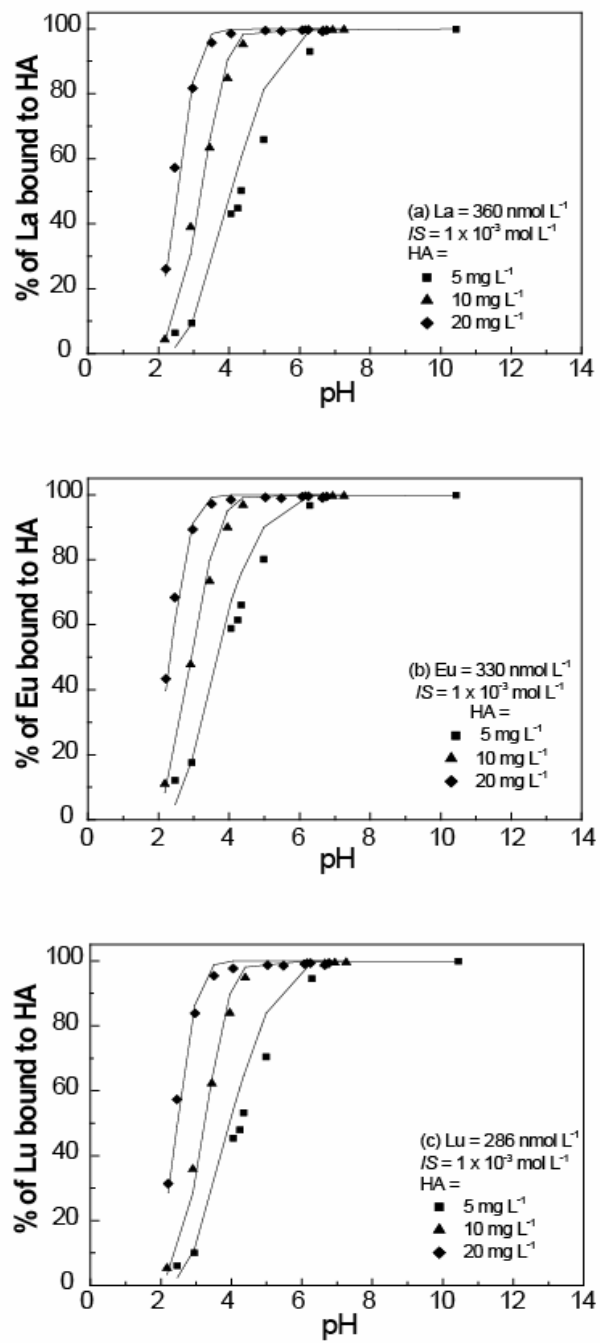 100
80
60
40
20
0
% of La bound to HA
(a) La = 360 nmol L⁻¹
IS = 1 x 10⁻³ mol L⁻¹
HA =
5 mg L⁻¹
10 mg L⁻¹
20 mg L⁻¹
0 2 4 6 8 10 12 14
pH
100
80
60
40
20
0
% of Eu bound to HA
(b) Eu = 330 nmol L⁻¹
IS = 1 x 10⁻³ mol L⁻¹
HA =
5 mg L⁻¹
10 mg L⁻¹
20 mg L⁻¹
0 2 4 6 8 10 12 14
pH
100
80
60
40
20
0
% of Lu bound to HA
(c) Lu = 286 nmol L⁻¹
IS = 1 x 10⁻³ mol L⁻¹
HA =
5 mg L⁻¹
10 mg L⁻¹
20 mg L⁻¹
0 2 4 6 8 10 12 14
pH